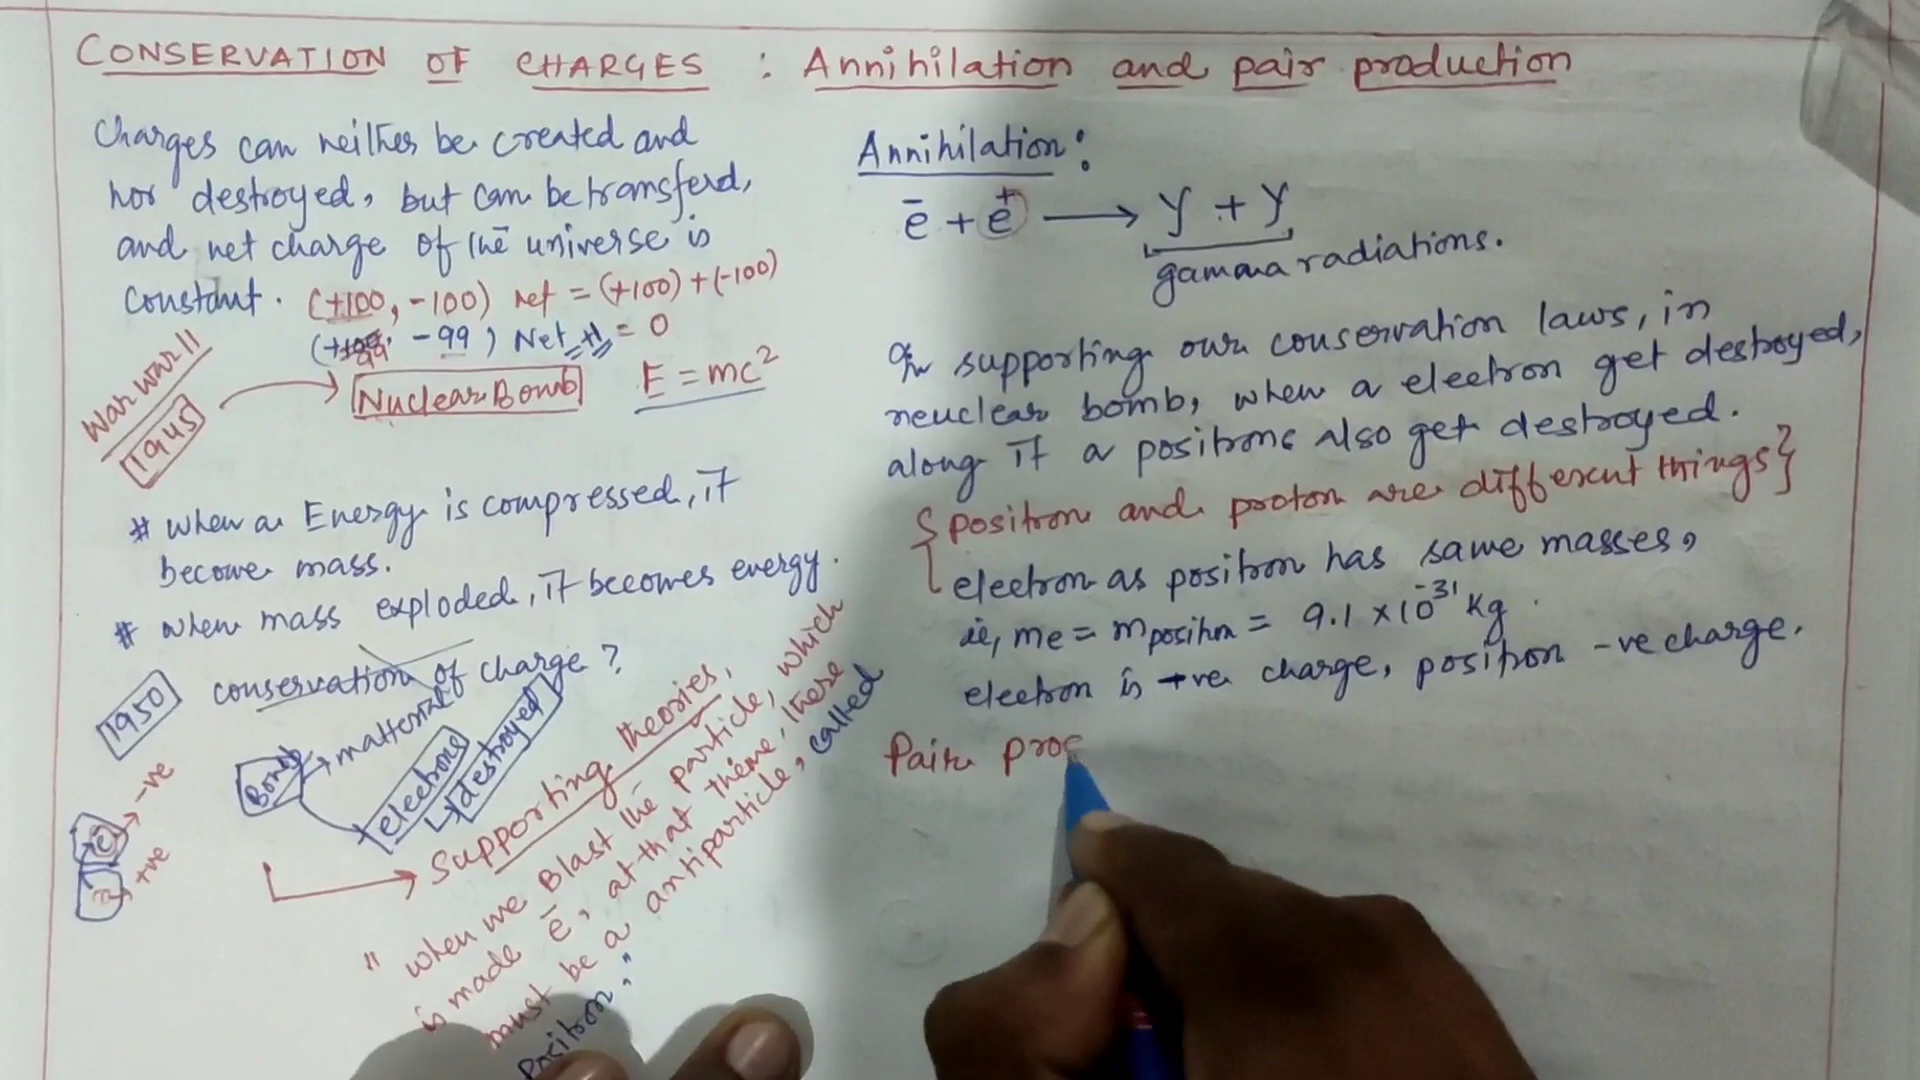 CONSERVATION OF CHARGES : Annihilation and pair production
Charges can neither be created and
nor destroyed, but can be transferd,
and net charge of the universe is
constant. (+100, -100) net = (+100) + (-100)
-99) Net +1 = 0
War war II
1945
Nuclear Bomb
E = mc²
# when a Energy is compressed, it
become mass.
# when mass exploded, it becomes energy.
1950
conservation of charge ?
Bomb
matterial
electrons
destroyed
-ve
+ve
Supporting theories,
" when we Blast the particle, which
is made ē, at that theme, there
must be a antiparticle, called
Positron."
Annihilation :
e⁻ + e⁺ → γ + γ
gamma radiations.
In supporting our conservation laws, in
neuclear bomb, when a electron get destroyed,
along it a positrons also get destroyed.
{ positron and proton are different things}
electron as positron has same masses,
ie, me = mpositron = 9.1 × 10⁻³¹ kg.
electron is +ve charge, position -ve charge.
Pair pro